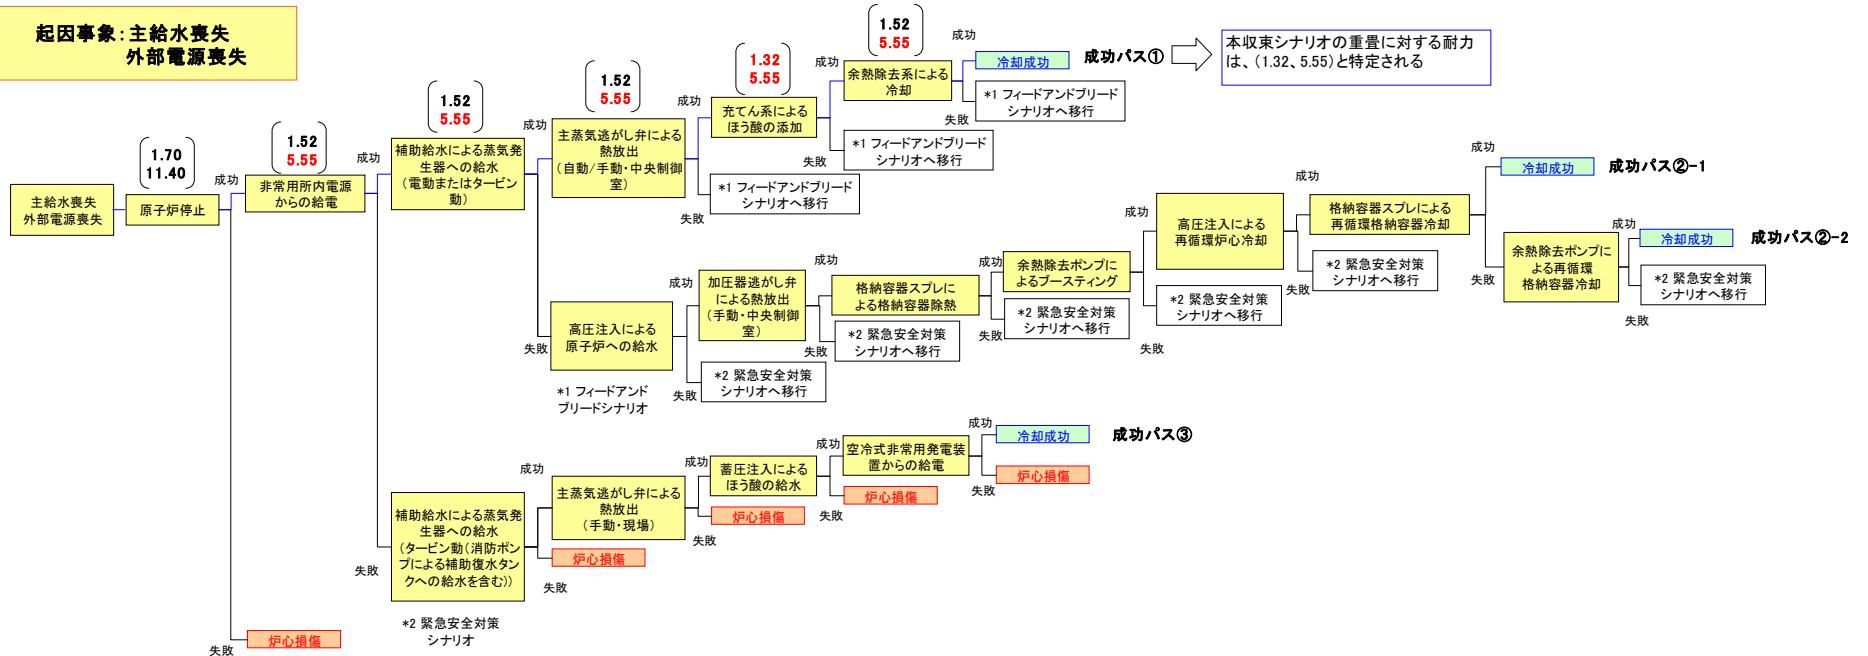 起因事象：主給水喪失
外部電源喪失
主給水喪失
外部電源喪失
1.70
11.40
原子炉停止
成功
失敗
炉心損傷
1.52
5.55
非常用所内電源
からの給電
成功
失敗
1.52
5.55
補助給水による蒸気発
生器への給水
（電動またはタービン
動）
成功
失敗
1.52
5.55
主蒸気逃がし弁による
熱放出
（自動/手動・中央制御
室）
成功
失敗
*1 フィードアンドブリード
シナリオへ移行
1.32
5.55
充てん系による
ほう酸の添加
成功
失敗
*1 フィードアンドブリード
シナリオへ移行
1.52
5.55
余熱除去系による
冷却
成功
失敗
*1 フィードアンドブリード
シナリオへ移行
冷却成功
成功パス①
本収束シナリオの重畳に対する耐力
は、(1.32、5.55)と特定される
高圧注入による
原子炉への給水
*1 フィードアンド
ブリードシナリオ
成功
失敗
*2 緊急安全対策
シナリオへ移行
加圧器逃がし弁
による熱放出
（手動・中央制御
室）
成功
失敗
*2 緊急安全対策
シナリオへ移行
格納容器スプレに
よる格納容器除熱
成功
失敗
*2 緊急安全対策
シナリオへ移行
余熱除去ポンプに
よるブースティング
成功
失敗
*2 緊急安全対策
シナリオへ移行
高圧注入による
再循環炉心冷却
成功
失敗
*2 緊急安全対策
シナリオへ移行
格納容器スプレによる
再循環格納容器冷却
成功
失敗
冷却成功
成功パス②-1
余熱除去ポンプに
よる再循環
格納容器冷却
成功
失敗
冷却成功
成功パス②-2
*2 緊急安全対策
シナリオへ移行
補助給水による蒸気発
生器への給水
（タービン動（消防ポン
プによる補助復水タン
クへの給水を含む））
*2 緊急安全対策
シナリオ
成功
失敗
炉心損傷
主蒸気逃がし弁による
熱放出
（手動・現場）
成功
失敗
炉心損傷
蓄圧注入による
ほう酸の給水
成功
失敗
炉心損傷
空冷式非常用発電装
置からの給電
成功
失敗
冷却成功
成功パス③
炉心損傷